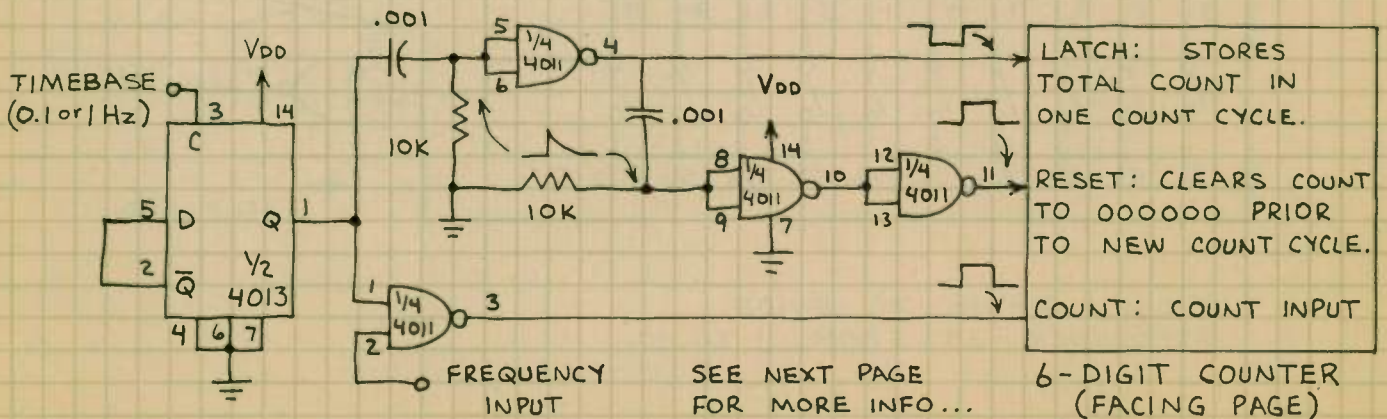 TIMEBASE
(0.1 or 1 Hz)
VDD
3
14
C
5
D
Q
1
2
Q̅
1/2
4013
4
6
7
.001
10K
5
6
1/4
4011
4
.001
10K
VDD
8
9
1/4
4011
14
7
10
12
13
1/4
4011
11
1
2
1/4
4011
3
FREQUENCY
INPUT
SEE NEXT PAGE
FOR MORE INFO...
LATCH: STORES
TOTAL COUNT IN
ONE COUNT CYCLE.
RESET: CLEARS COUNT
TO 000000 PRIOR
TO NEW COUNT CYCLE.
COUNT: COUNT INPUT
6-DIGIT COUNTER
(FACING PAGE)